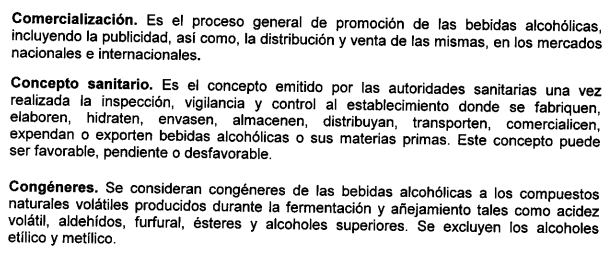 Comercialización. Es el proceso general de promoción de las bebidas alcohólicas,
incluyendo la publicidad, así como, la distribución y venta de las mismas, en los mercados
nacionales e internacionales.
Concepto sanitario. Es el concepto emitido por las autoridades sanitarias una vez
realizada la inspección, vigilancia y control al establecimiento donde se fabriquen,
elaboren, hidraten, envasen, almacenen, distribuyan, transporten, comercialicen,
expendan o exporten bebidas alcohólicas o sus materias primas. Este concepto puede
ser favorable, pendiente o desfavorable.
Congéneres. Se consideran congéneres de las bebidas alcohólicas a los compuestos
naturales volátiles producidos durante la fermentación y añejamiento tales como acidez
volátil, aldehídos, furfural, ésteres y alcoholes superiores. Se excluyen los alcoholes
etílico y metílico.